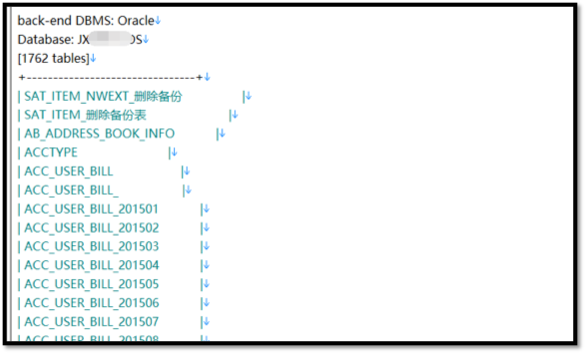 back-end DBMS: Oracle↓
Database: JX OS↓
[1762 tables]↓
+-------------------------------+↓
| SAT_ITEM_NWEXT_删除备份 |↓
| SAT_ITEM_删除备份表 |↓
| AB_ADDRESS_BOOK_INFO |↓
| ACCTYPE |↓
| ACC_USER_BILL |↓
| ACC_USER_BILL_ |↓
| ACC_USER_BILL_201501 |↓
| ACC_USER_BILL_201502 |↓
| ACC_USER_BILL_201503 |↓
| ACC_USER_BILL_201504 |↓
| ACC_USER_BILL_201505 |↓
| ACC_USER_BILL_201506 |↓
| ACC_USER_BILL_201507 |↓
| ACC_USER_BILL_201508 |↓